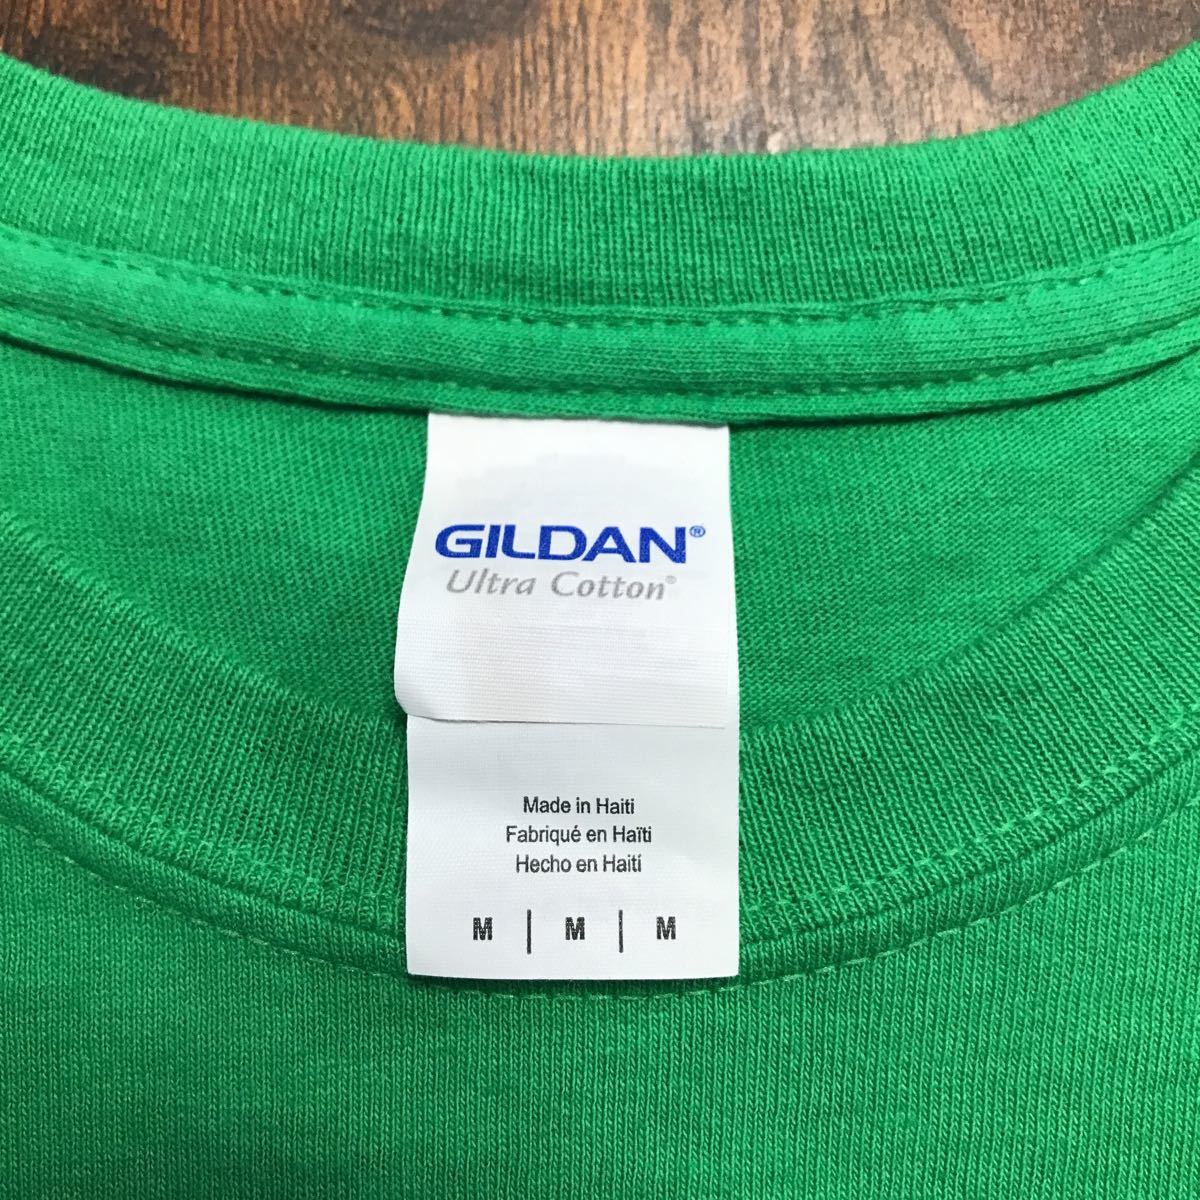 GILDAN®
Ultra Cotton®
Made in Haiti
Fabriqué en Haïti
Hecho en Haití
M | M | M